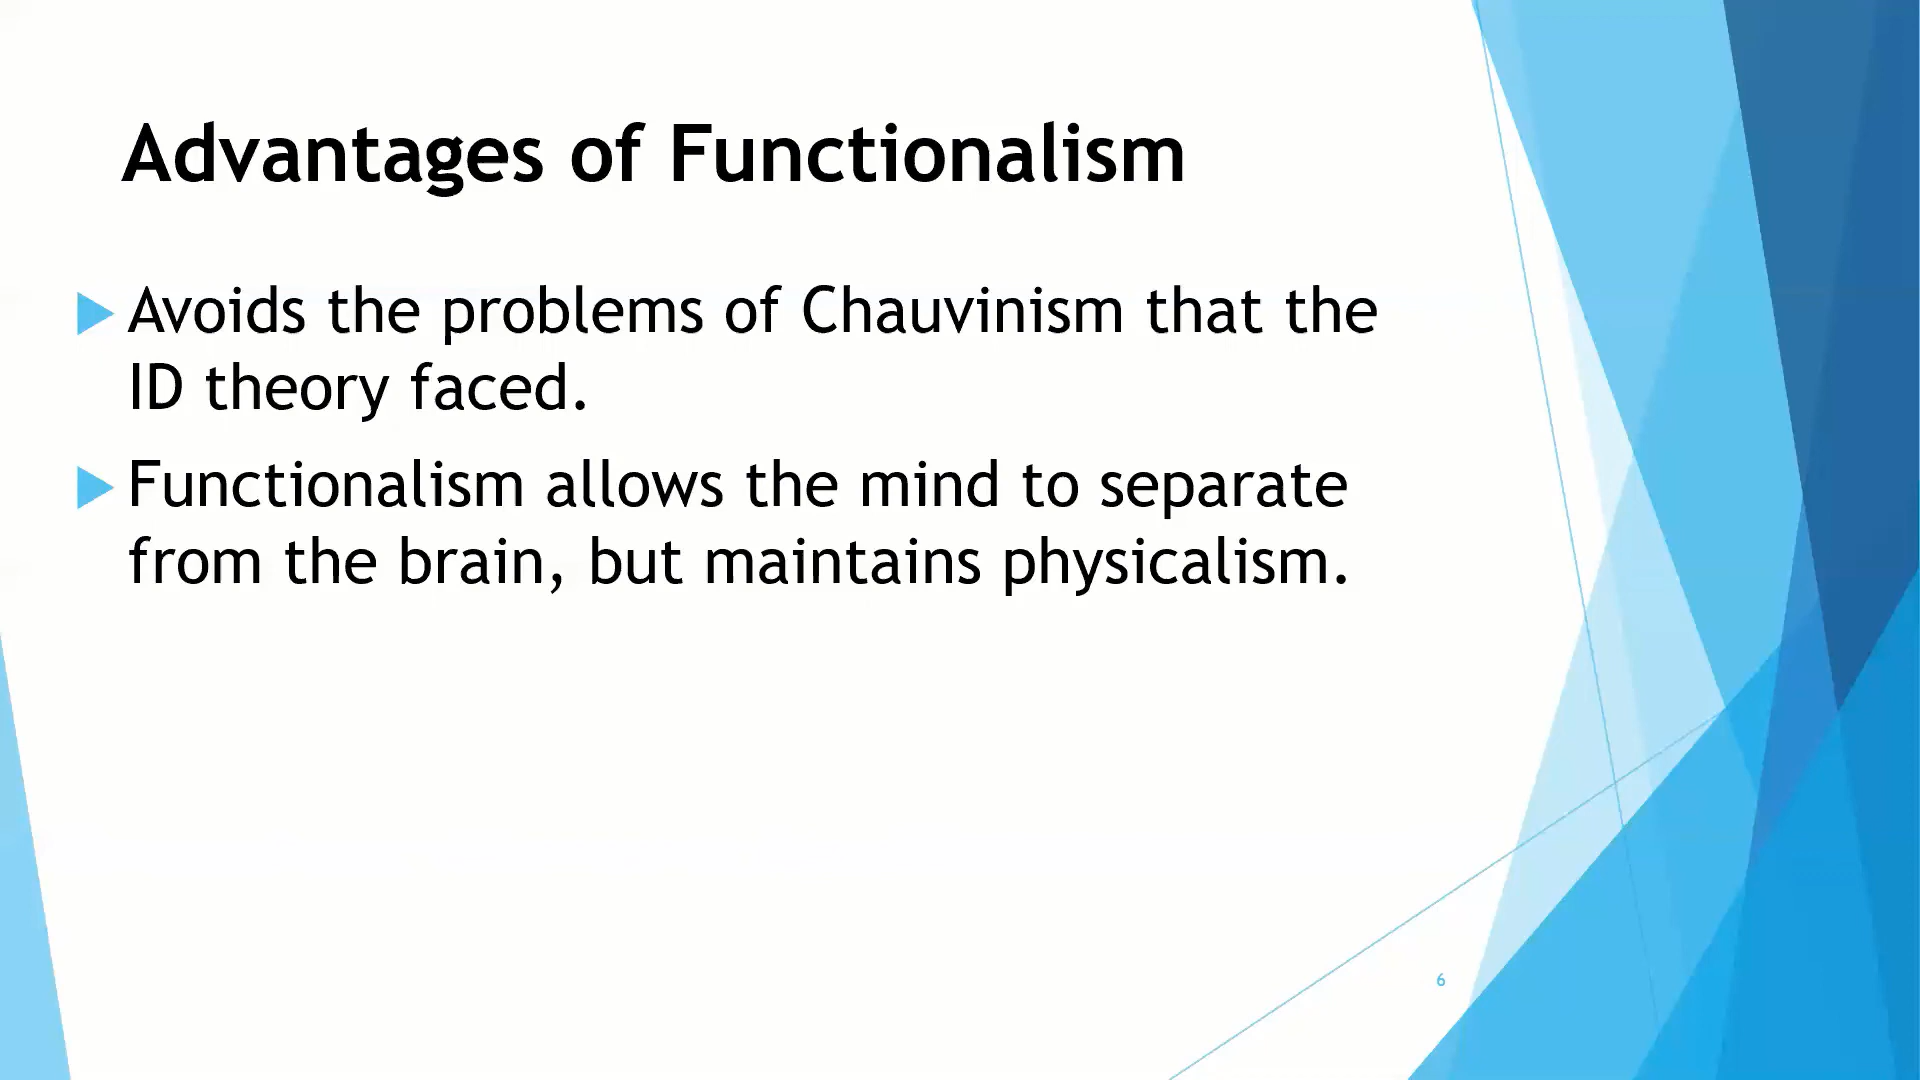 Advantages of Functionalism
Avoids the problems of Chauvinism that the
ID theory faced.
Functionalism allows the mind to separate
from the brain, but maintains physicalism.
6